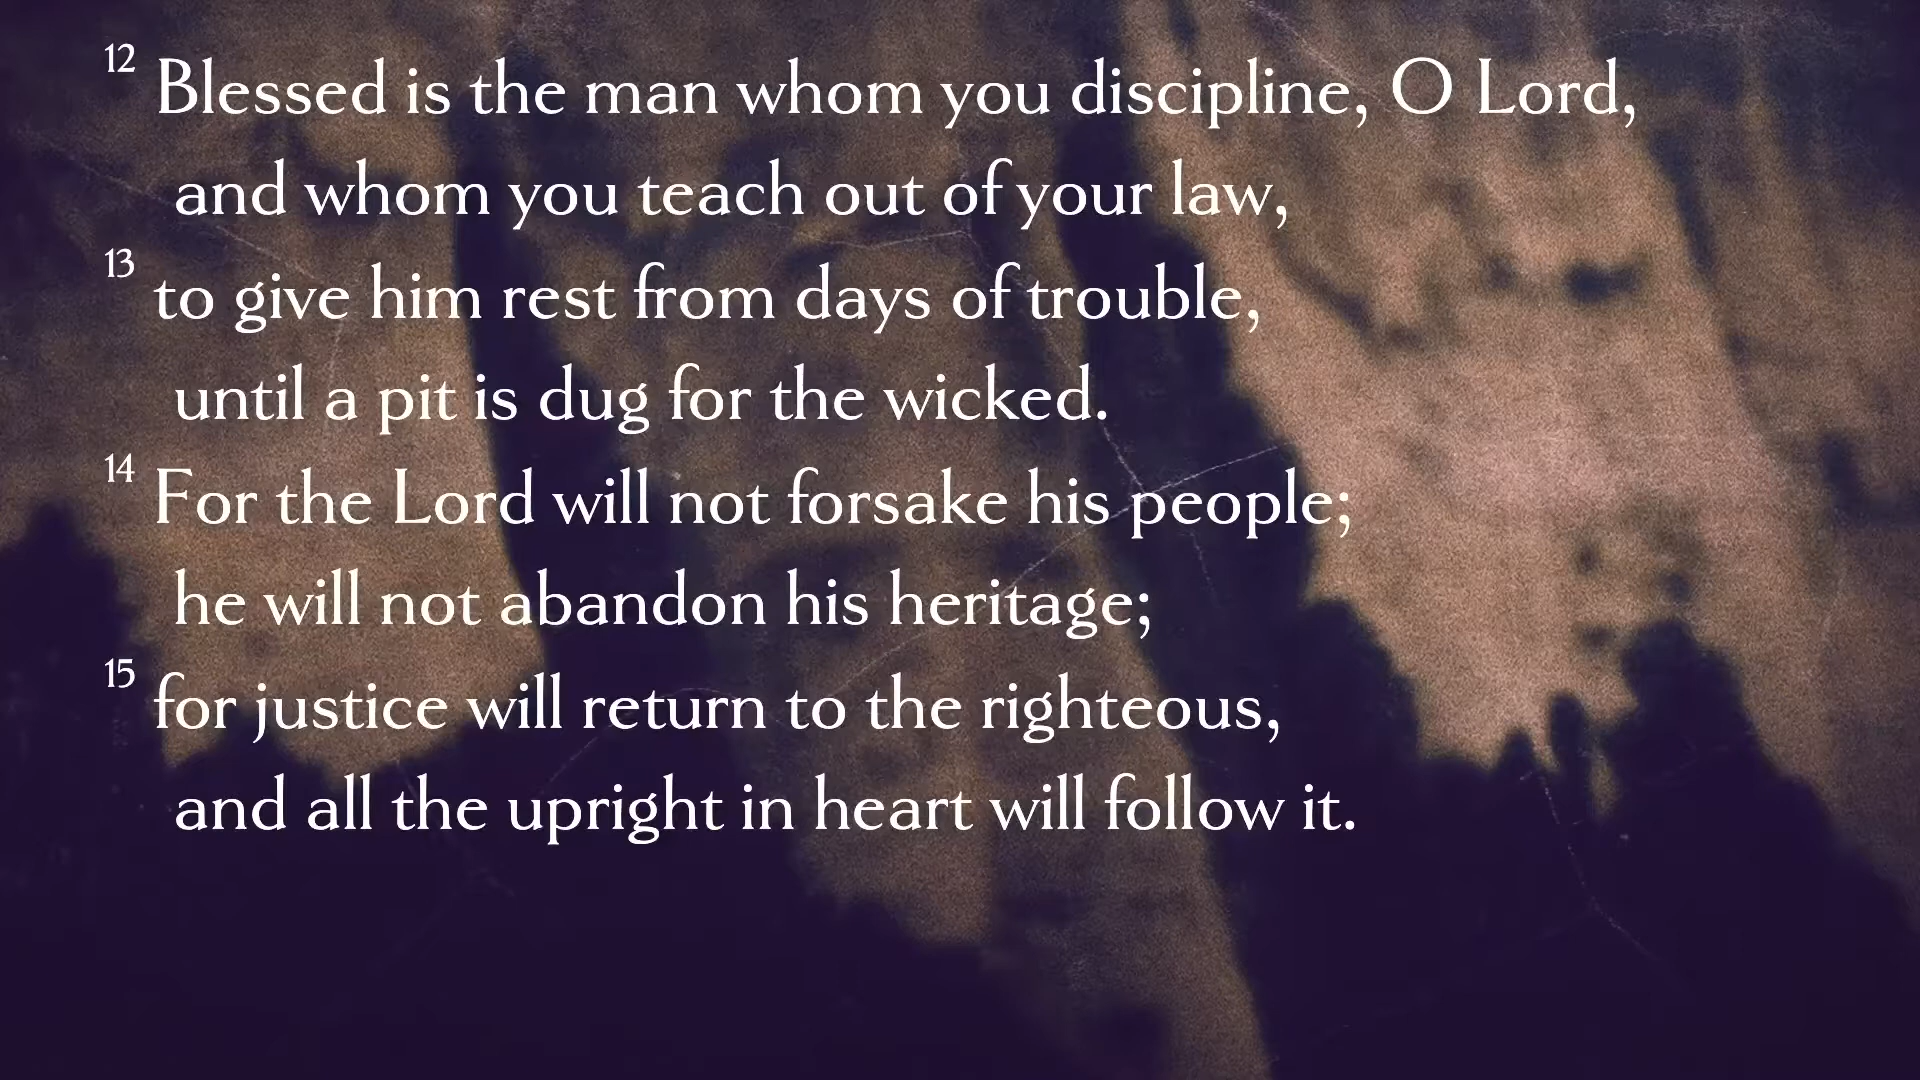 12 Blessed is the man whom you discipline, O Lord,
and whom you teach out of your law,
13 to give him rest from days of trouble,
until a pit is dug for the wicked.
14 For the Lord will not forsake his people;
he will not abandon his heritage;
15 for justice will return to the righteous,
and all the upright in heart will follow it.